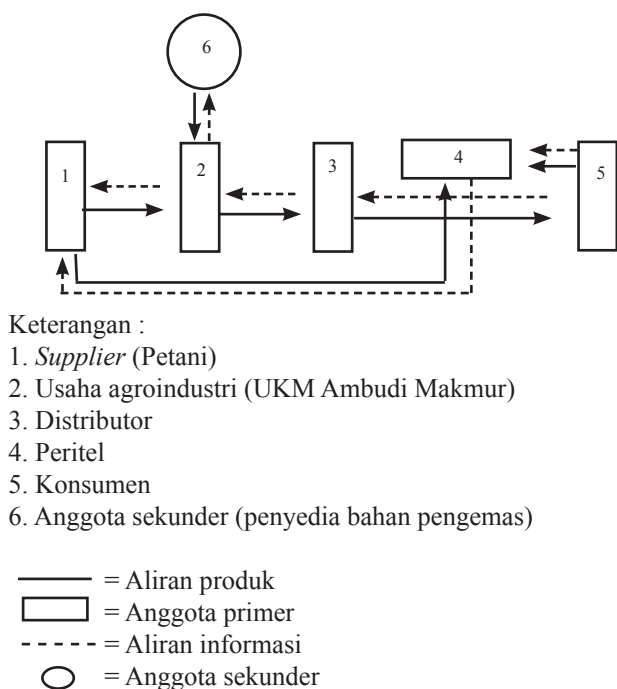 6
1
2
3
4
5
Keterangan :
1. Supplier (Petani)
2. Usaha agroindustri (UKM Ambudi Makmur)
3. Distributor
4. Peritel
5. Konsumen
6. Anggota sekunder (penyedia bahan pengemas)
= Aliran produk
= Anggota primer
= Aliran informasi
= Anggota sekunder